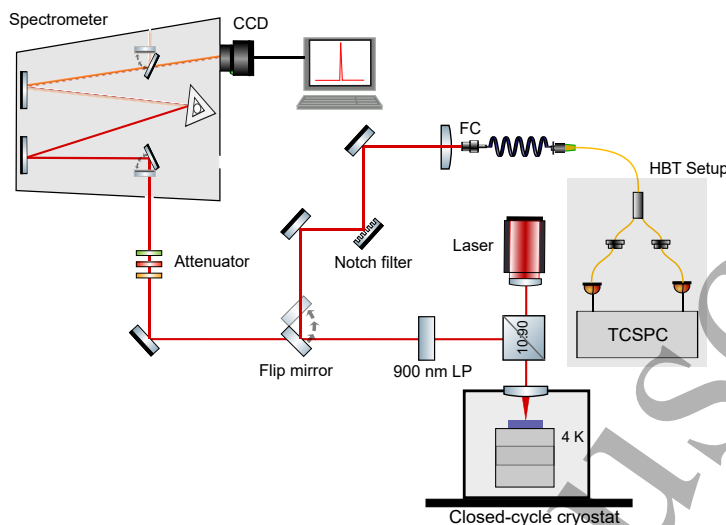 Spectrometer
CCD
FC
HBT Setup
Laser
Notch filter
Attenuator
10:90
TCSPC
Flip mirror
900 nm LP
4 K
Closed-cycle cryostat